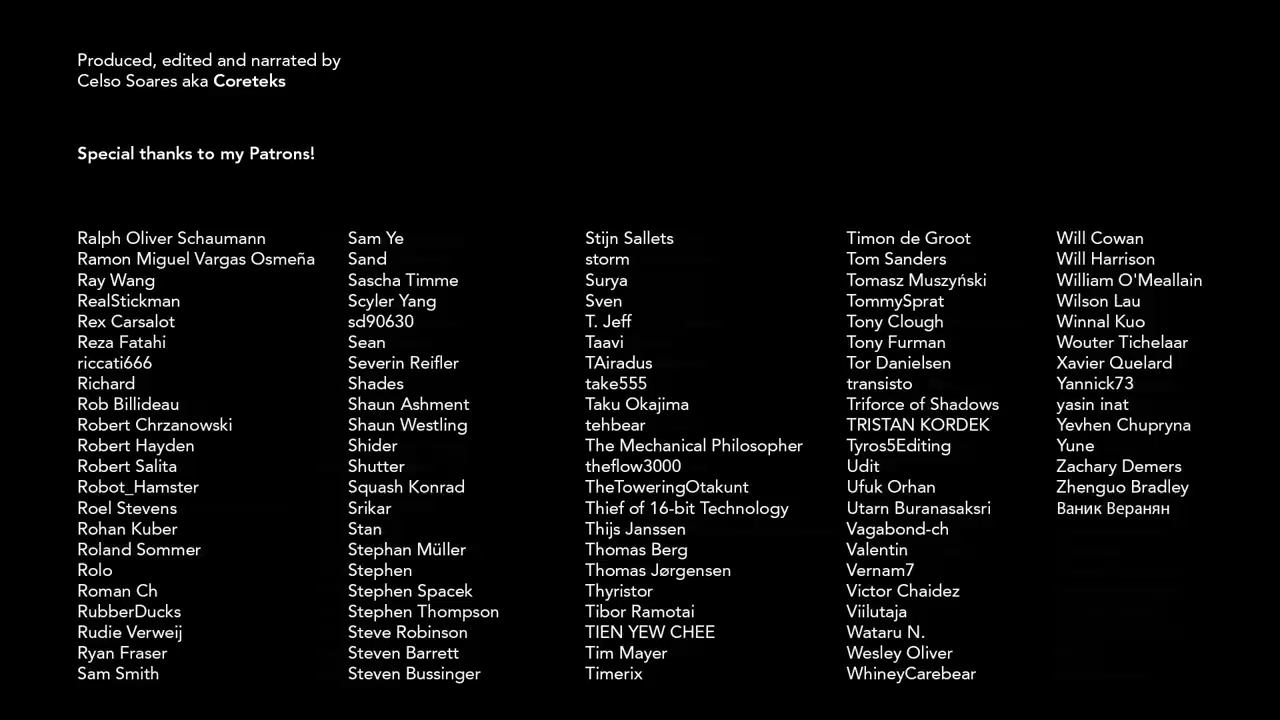 Produced, edited and narrated by
Celso Soares aka Coreteks
Special thanks to my Patrons!
Ralph Oliver Schaumann
Ramon Miguel Vargas Osmeña
Ray Wang
RealStickman
Rex Carsalot
Reza Fatahi
riccati666
Richard
Rob Billideau
Robert Chrzanowski
Robert Hayden
Robert Salita
Robot_Hamster
Roel Stevens
Rohan Kuber
Roland Sommer
Rolo
Roman Ch
RubberDucks
Rudie Verweij
Ryan Fraser
Sam Smith
Sam Ye
Sand
Sascha Timme
Scyler Yang
sd90630
Sean
Severin Reifler
Shades
Shaun Ashment
Shaun Westling
Shider
Shutter
Squash Konrad
Srikar
Stan
Stephan Müller
Stephen
Stephen Spacek
Stephen Thompson
Steve Robinson
Steven Barrett
Steven Bussinger
Stijn Sallets
storm
Surya
Sven
T. Jeff
Taavi
TAiradus
take555
Taku Okajima
tehbear
The Mechanical Philosopher
theflow3000
TheToweringOtakunt
Thief of 16-bit Technology
Thijs Janssen
Thomas Berg
Thomas Jørgensen
Thyristor
Tibor Ramotai
TIEN YEW CHEE
Tim Mayer
Timerix
Timon de Groot
Tom Sanders
Tomasz Muszyński
TommySprat
Tony Clough
Tony Furman
Tor Danielsen
transisto
Triforce of Shadows
TRISTAN KORDEK
Tyros5Editing
Udit
Ufuk Orhan
Utarn Buranasaksri
Vagabond-ch
Valentin
Vernam7
Victor Chaidez
Viilutaja
Wataru N.
Wesley Oliver
WhineyCarebear
Will Cowan
Will Harrison
William O'Meallain
Wilson Lau
Winnal Kuo
Wouter Tichelaar
Xavier Quelard
Yannick73
yasin inat
Yevhen Chupryna
Yune
Zachary Demers
Zhenguo Bradley
Ваник Веранян